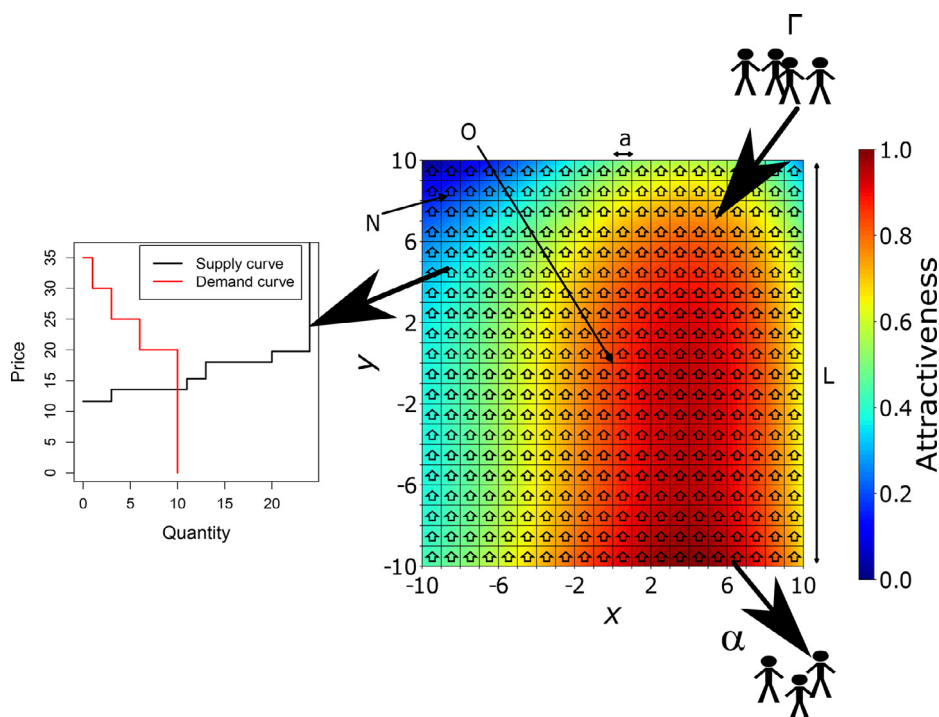 Γ
O
a
N
L
10
6
2
-2
-6
-10
y
-10
-6
-2
2
6
10
x
α
1.0
0.8
0.6
0.4
0.2
0.0
Attractiveness
Supply curve
Demand curve
35
30
25
20
15
10
5
0
Price
0
5
10
15
20
Quantity